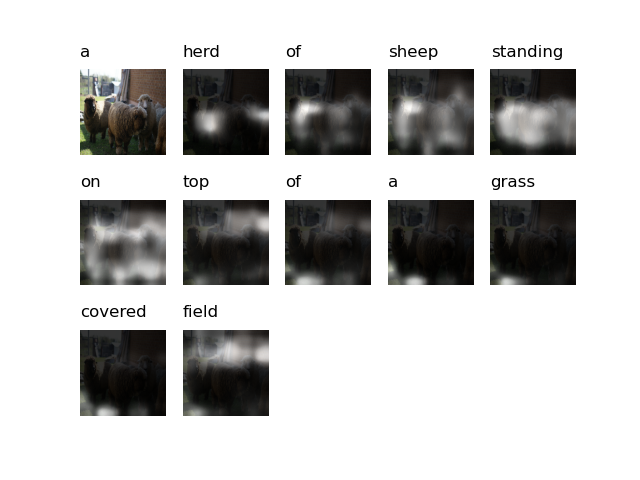 a herd of sheep standing
on top of a grass
covered field